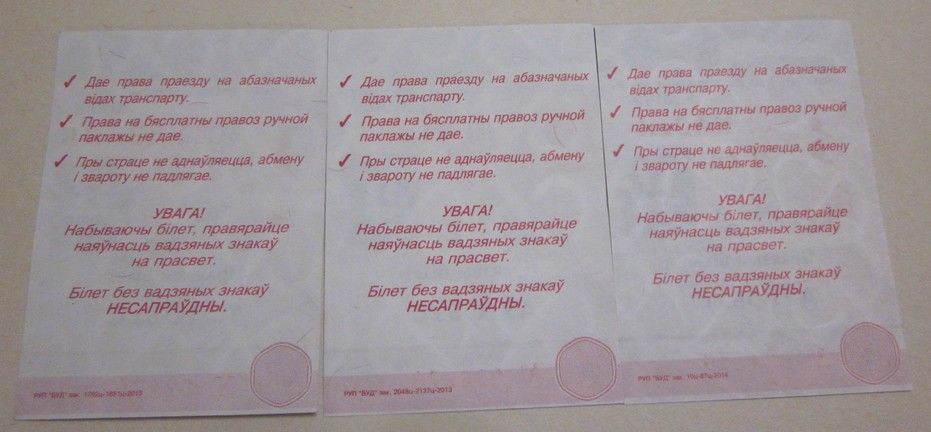 ✓ Дае права праезду на абазначаных
відах транспарту.
✓ Права на бясплатны правоз ручной
паклажы не дае.
✓ Пры страце не аднаўляецца, абмену
і звароту не падлягае.
УВАГА!
Набываючы білет, правярайце
наяўнасць вадзяных знакаў
на прасвет.
Білет без вадзяных знакаў
НЕСАПРАЎДНЫ.
РУП "БУД" зак.
✓ Дае права праезду на абазначаных
відах транспарту.
✓ Права на бясплатны правоз ручной
паклажы не дае.
✓ Пры страце не аднаўляецца, абмену
і звароту не падлягае.
УВАГА!
Набываючы білет, правярайце
наяўнасць вадзяных знакаў
на прасвет.
Білет без вадзяных знакаў
НЕСАПРАЎДНЫ.
РУП "БУД" зак. 2048ц-2137ц-2013
✓ Дае права праезду на абазначаных
відах транспарту.
✓ Права на бясплатны правоз ручной
паклажы не дае.
✓ Пры страце не аднаўляецца, абмену
і звароту не падлягае.
УВАГА!
Набываючы білет, правярайце
наяўнасць вадзяных знакаў
на прасвет.
Білет без вадзяных знакаў
НЕСАПРАЎДНЫ.
РУП "БУД" зак. 10ц-87ц-2014